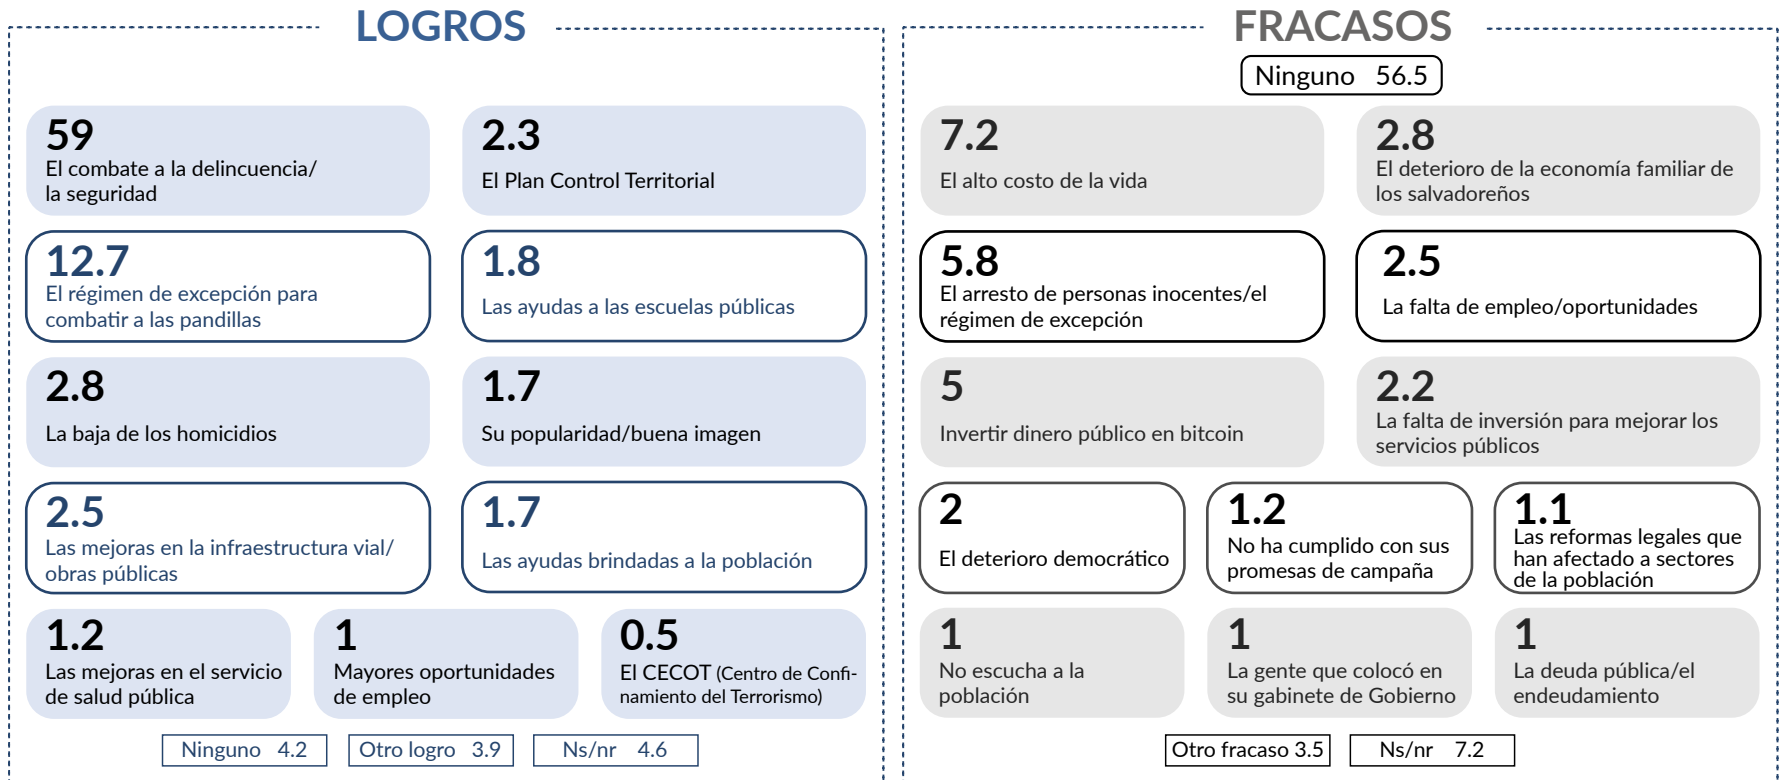 LOGROS
59
El combate a la delincuencia/
la seguridad
2.3
El Plan Control Territorial
12.7
El régimen de excepción para
combatir a las pandillas
1.8
Las ayudas a las escuelas públicas
2.8
La baja de los homicidios
1.7
Su popularidad/buena imagen
2.5
Las mejoras en la infraestructura vial/
obras públicas
1.7
Las ayudas brindadas a la población
1.2
Las mejoras en el servicio
de salud pública
1
Mayores oportunidades
de empleo
0.5
El CECOT (Centro de Confi-
namiento del Terrorismo)
Ninguno 4.2
Otro logro 3.9
Ns/nr 4.6
FRACASOS
Ninguno 56.5
7.2
El alto costo de la vida
2.8
El deterioro de la economía familiar de
los salvadoreños
5.8
El arresto de personas inocentes/el
régimen de excepción
2.5
La falta de empleo/oportunidades
5
Invertir dinero público en bitcoin
2.2
La falta de inversión para mejorar los
servicios públicos
2
El deterioro democrático
1.2
No ha cumplido con sus
promesas de campaña
1.1
Las reformas legales que
han afectado a sectores
de la población
1
No escucha a la
población
1
La gente que colocó en
su gabinete de Gobierno
1
La deuda pública/el
endeudamiento
Otro fracaso 3.5
Ns/nr 7.2